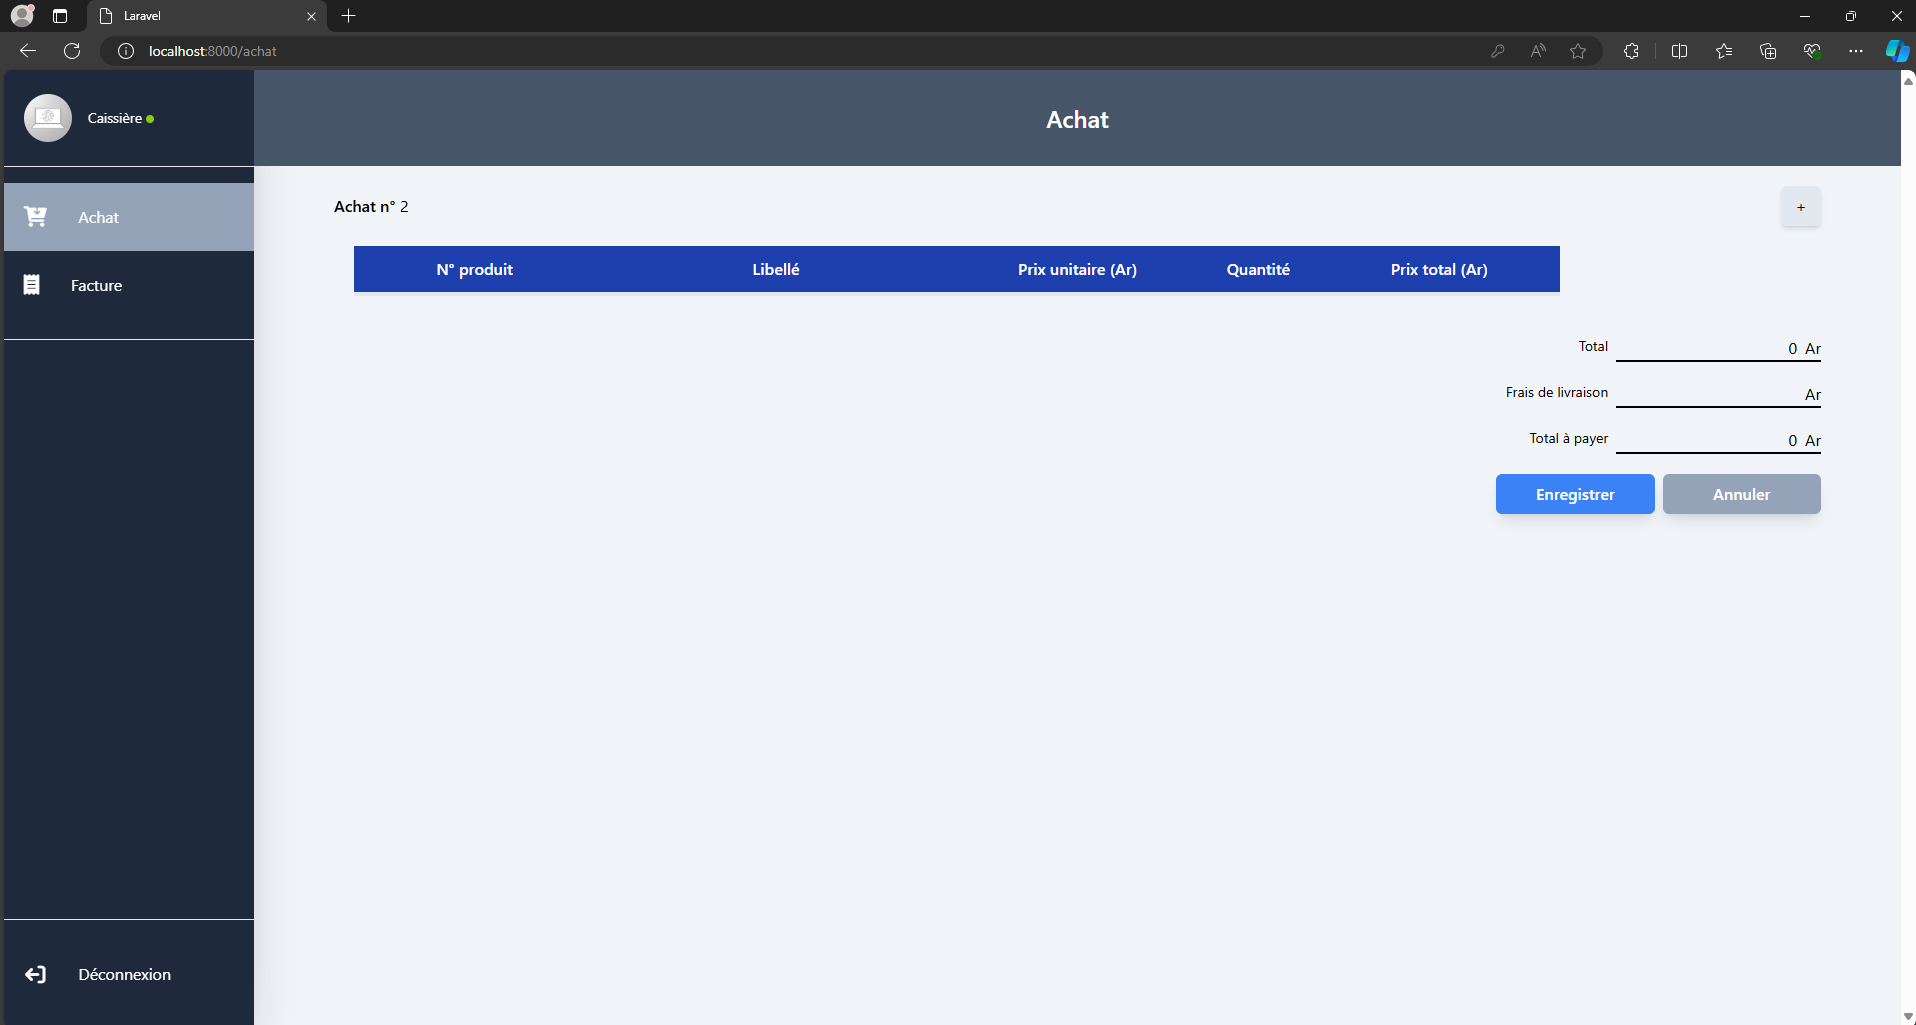 Laravel
localhost:8000/achat
Caissière
Achat
Achat
Facture
Déconnexion
Achat n° 2
+
N° produit Libellé Prix unitaire (Ar) Quantité Prix total (Ar)
Total 0 Ar
Frais de livraison Ar
Total à payer 0 Ar
Enregistrer Annuler